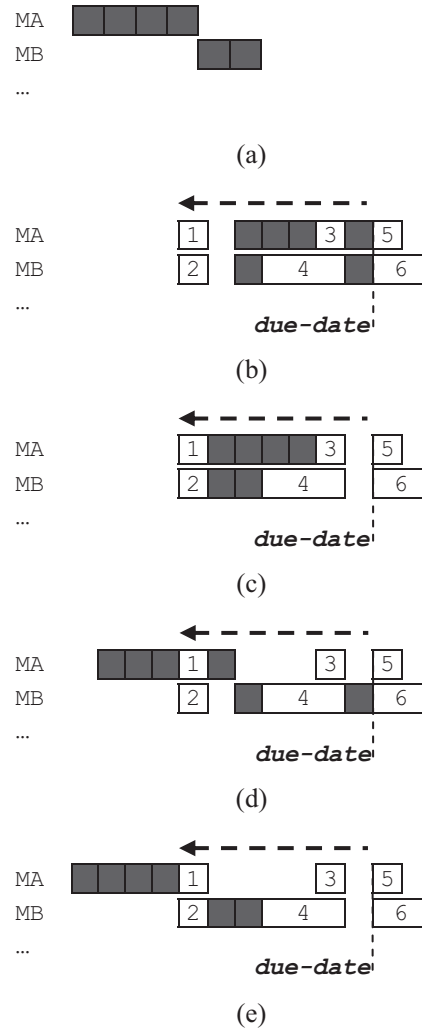 MA
MB
…
(a)
MA 1 3 5
MB 2 4 6
…
due-date
(b)
MA 1 3 5
MB 2 4 6
…
due-date
(c)
MA 1 3 5
MB 2 4 6
…
due-date
(d)
MA 1 3 5
MB 2 4 6
…
due-date
(e)